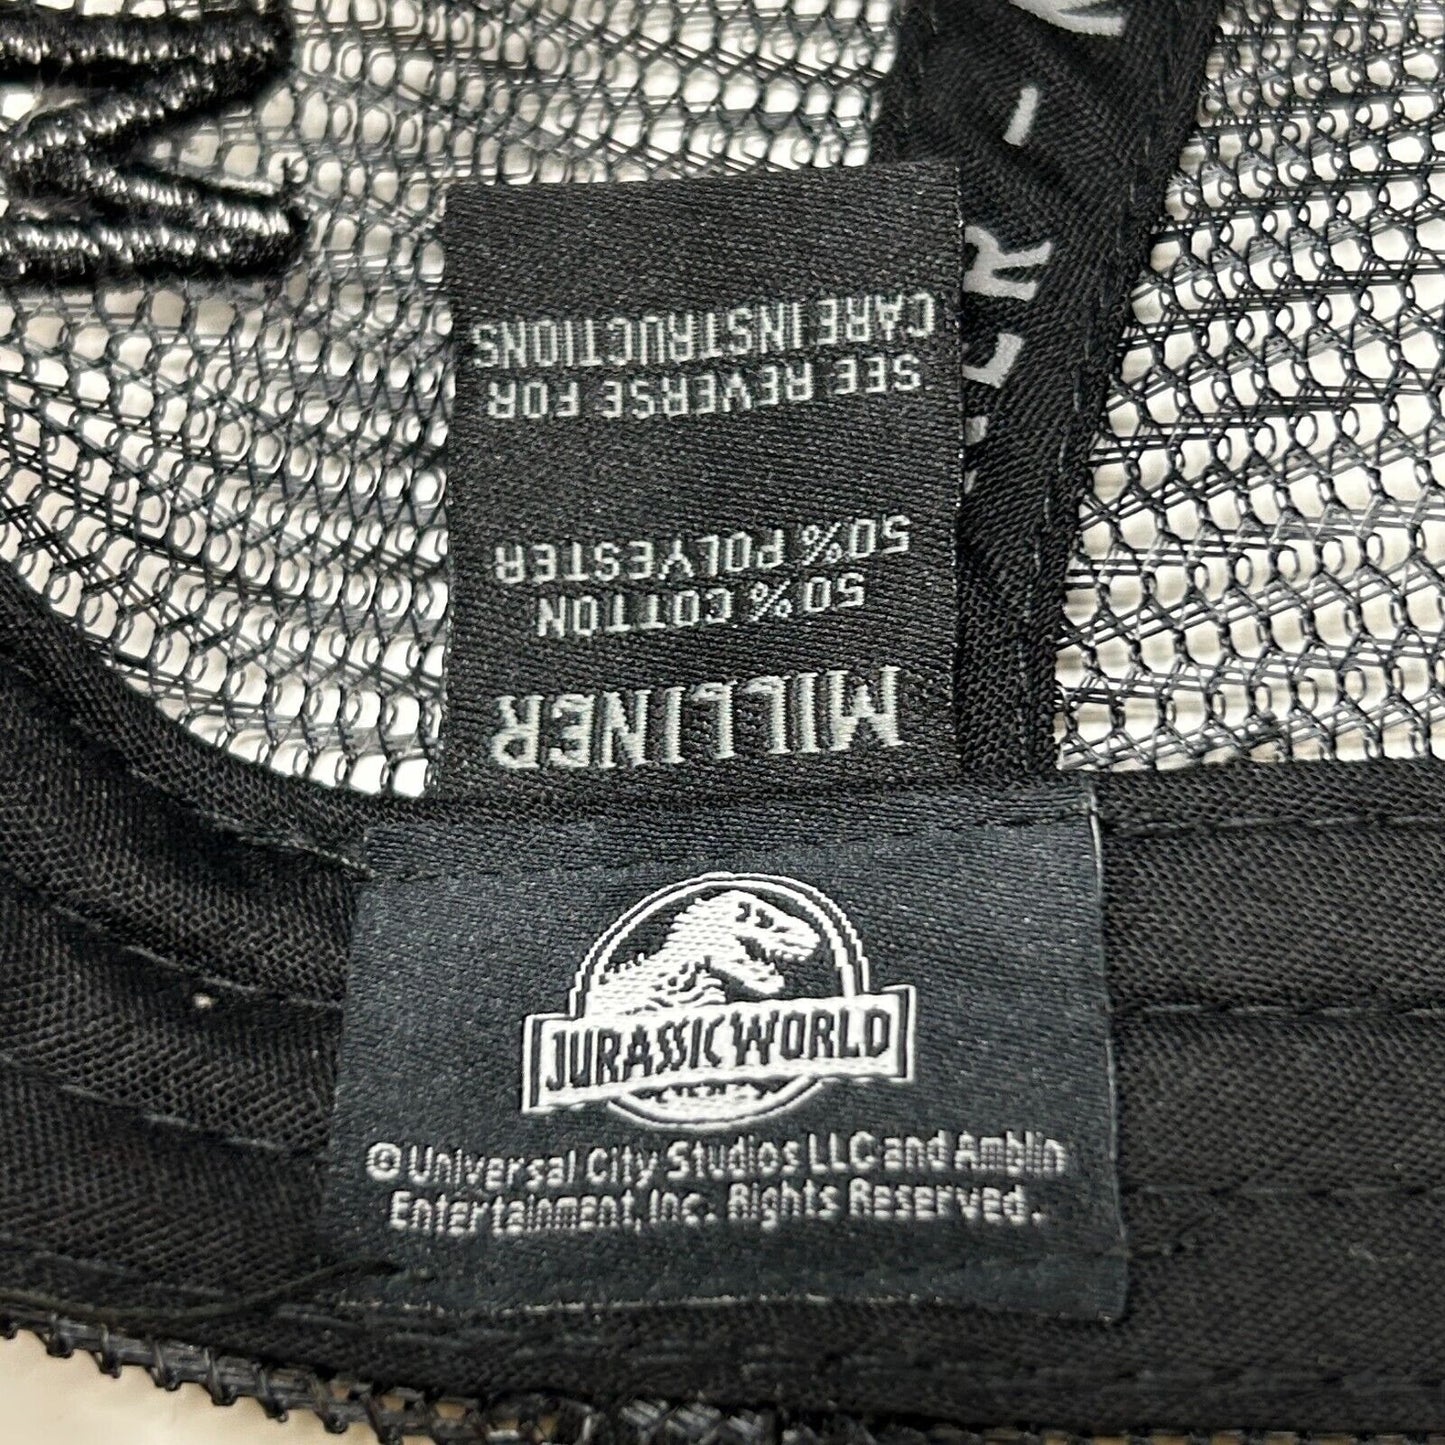 MILLINER
50% COTTON
50% POLYESTER
SEE REVERSE FOR
CARE INSTRUCTIONS
JURASSIC WORLD
© Universal City Studios LLC and Amblin
Entertainment, Inc. Rights Reserved.